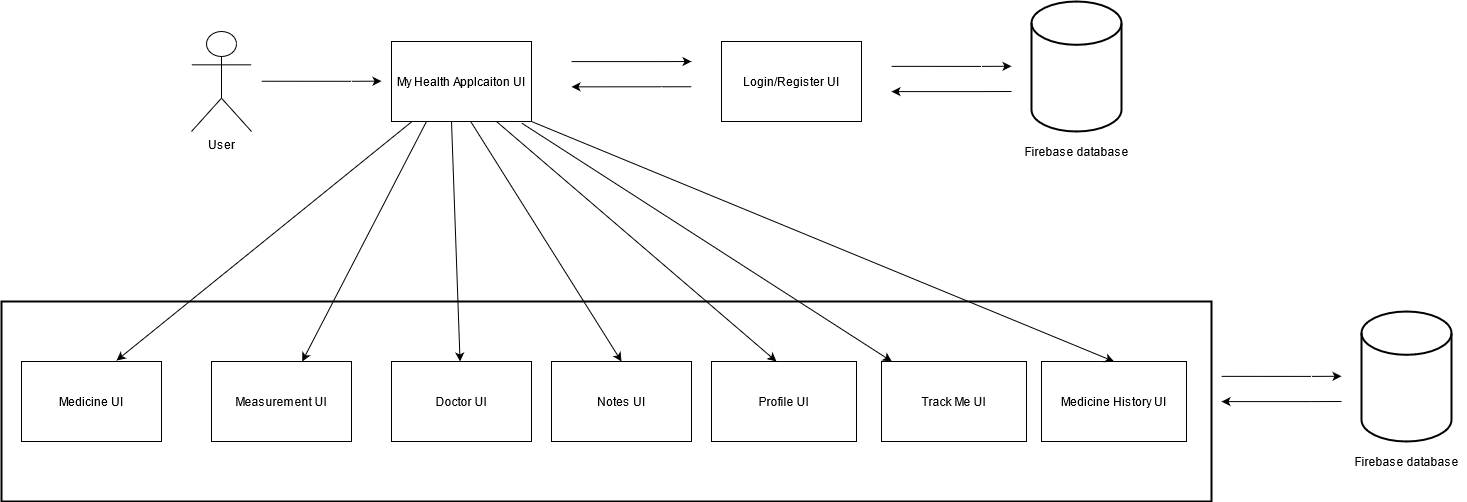 My Health Applcaiton UI
Login/Register UI
User
Firebase database
Medicine UI
Measurement UI
Doctor UI
Notes UI
Profile UI
Track Me UI
Medicine History UI
Firebase database